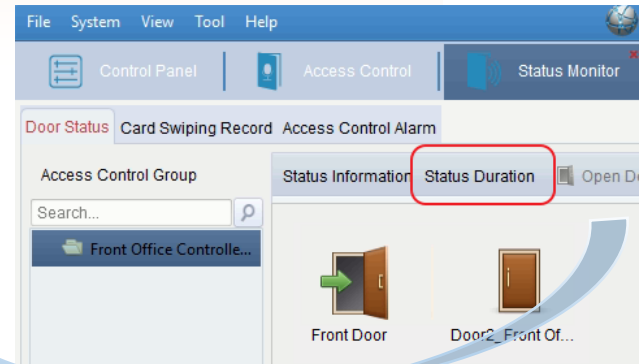 File System View Tool Help
Control Panel Access Control Status Monitor
Door Status Card Swiping Record Access Control Alarm
Access Control Group Status Information Status Duration Open D
Search...
Front Office Controlle...
Front Door Door2_Front Of...